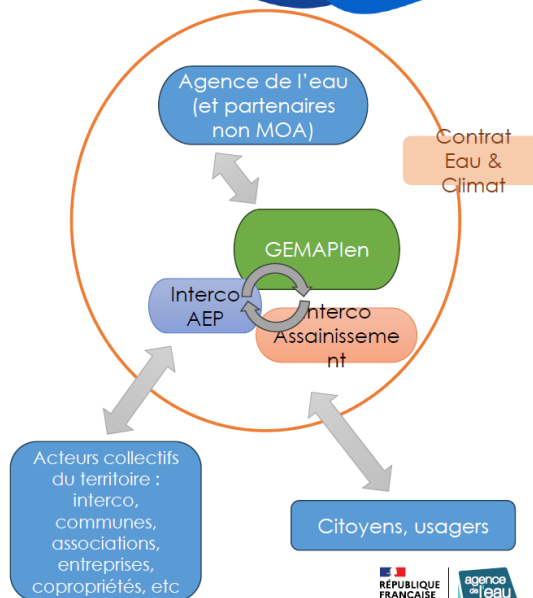 Agence de l'eau
(et partenaires
non MOA)
Contrat
Eau &
Climat
GEMAPIen
Interco
AEP
Interco
Assainisseme
nt
Acteurs collectifs
du territoire :
interco,
communes,
associations,
entreprises,
copropriétés, etc
Citoyens, usagers
RÉPUBLIQUE
FRANÇAISE
agence
de l'eau